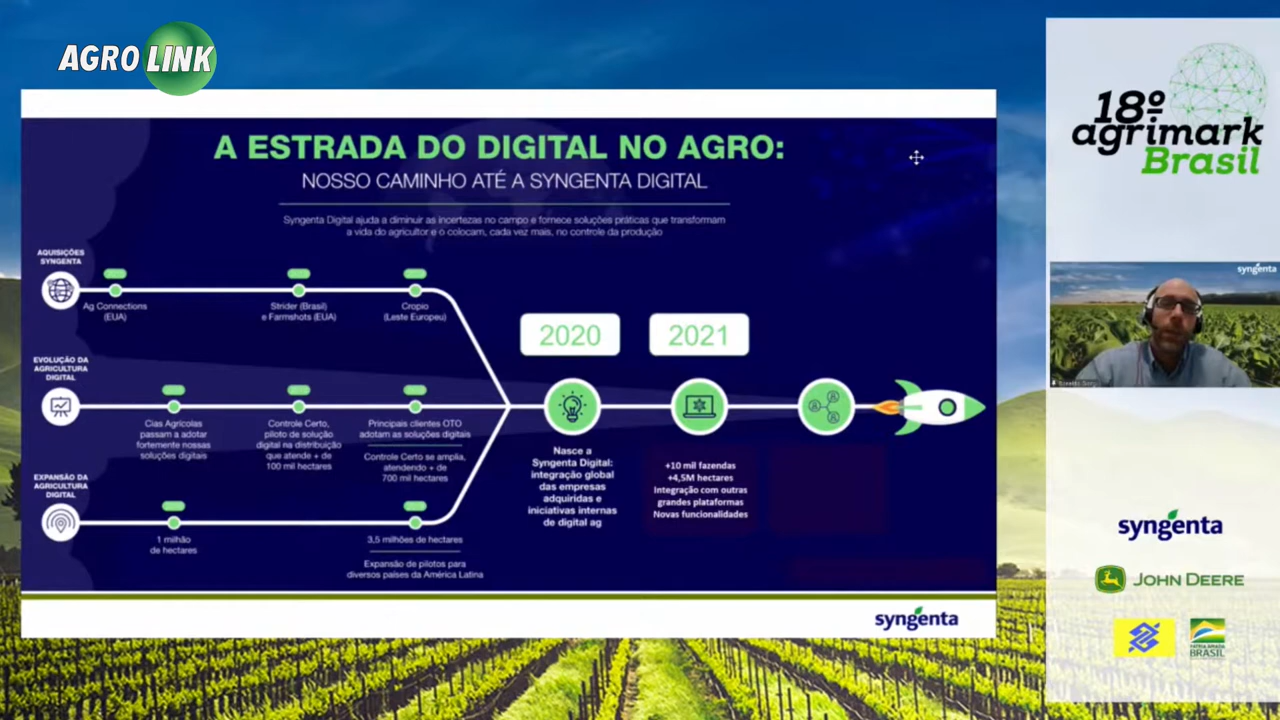 AGROLINK
A ESTRADA DO DIGITAL NO AGRO:
NOSSO CAMINHO ATÉ A SYNGENTA DIGITAL
Syngenta Digital ajuda a diminuir as incertezas no campo e fornece soluções práticas que transformam
a vida do agricultor e o colocam, cada vez mais, no controle da produção
AQUISIÇÕES
SYNGENTA
Ag Connections
(EUA)
Strider (Brasil)
e Farmshots (EUA)
Cropio
(Leste Europeu)
EVOLUÇÃO DA
AGRICULTURA
DIGITAL
Cias Agrícolas
passam a adotar
fortemente nossas
soluções digitais
Controle Certo,
piloto de solução
digital na distribuição
que atende + de
100 mil hectares
Principais clientes OTO
adotam as soluções digitais
Controle Certo se amplia,
atendendo + de
700 mil hectares
EXPANSÃO DA
AGRICULTURA
DIGITAL
1 milhão
de hectares
3,5 milhões de hectares
Expansão de pilotos para
diversos países da América Latina
2020
Nasce a
Syngenta Digital:
integração global
das empresas
adquiridas e
iniciativas internas
de digital ag
2021
+10 mil fazendas
+4,5M hectares
Integração com outras
grandes plataformas
Novas funcionalidades
syngenta
18º
agrimark
Brasil
syngenta
syngenta
JOHN DEERE
PÁTRIA AMADA
BRASIL